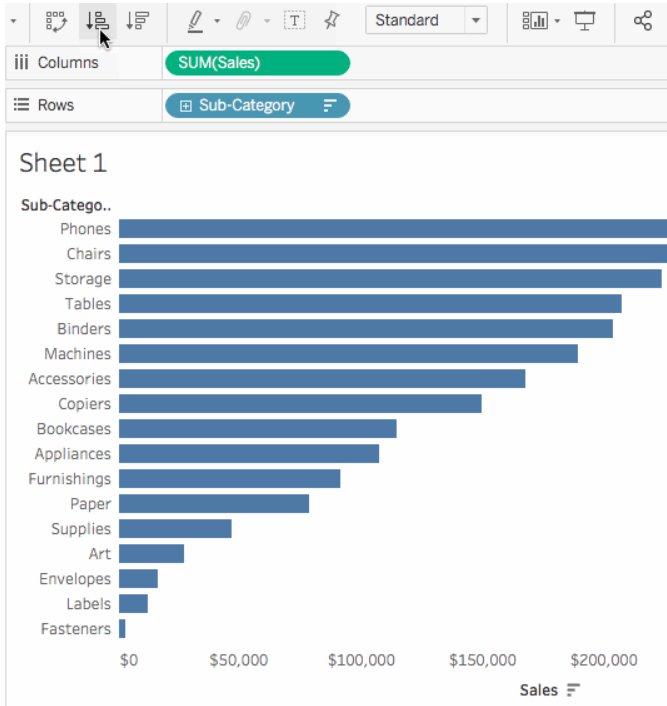 Standard
Columns SUM(Sales)
Rows Sub-Category
Sheet 1
Sub-Catego..
Phones
Chairs
Storage
Tables
Binders
Machines
Accessories
Copiers
Bookcases
Appliances
Furnishings
Paper
Supplies
Art
Envelopes
Labels
Fasteners
$0 $50,000 $100,000 $150,000 $200,000
Sales